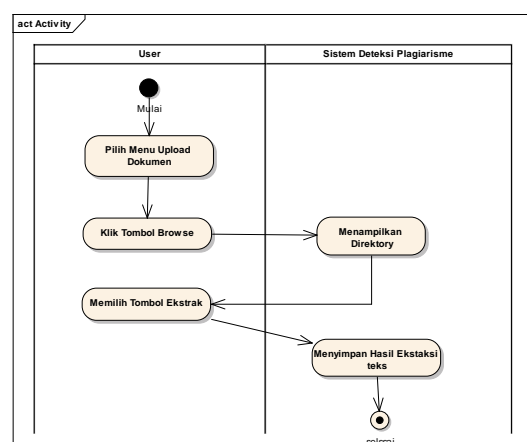 act Activity
User
Sistem Deteksi Plagiarisme
Mulai
Pilih Menu Upload
Dokumen
Klik Tombol Browse
Menampilkan
Direktory
Memilih Tombol Ekstrak
Menyimpan Hasil Ekstaksi
teks
selesai